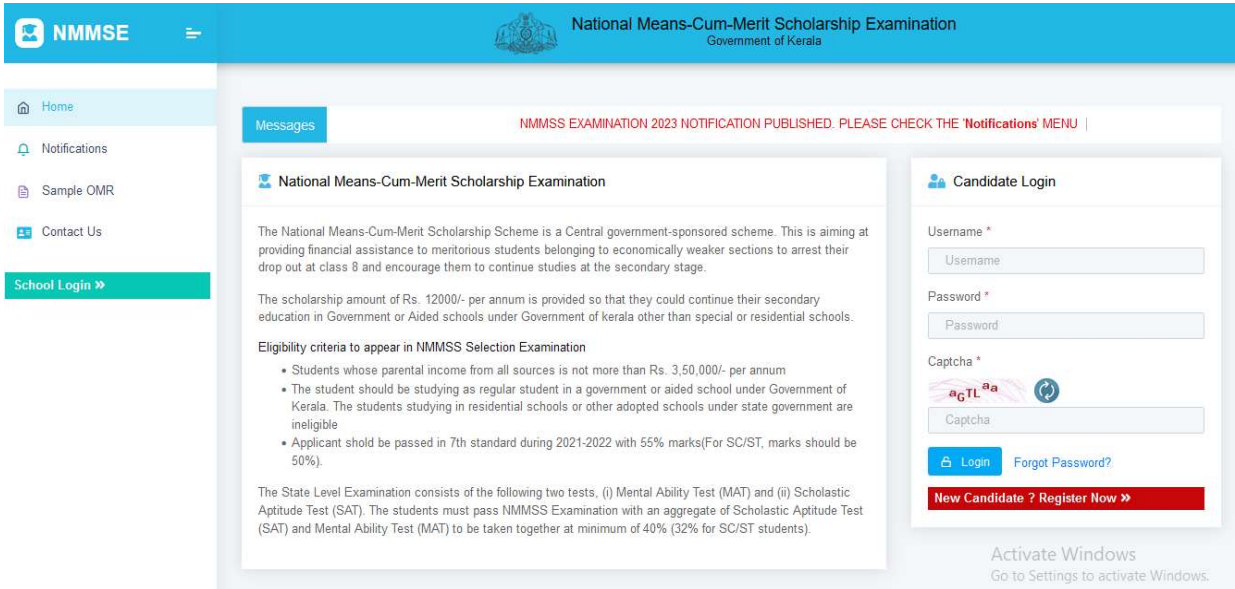 NMMSE
National Means-Cum-Merit Scholarship Examination
Government of Kerala
Home
Notifications
Sample OMR
Contact Us
School Login »
Messages
NMMSS EXAMINATION 2023 NOTIFICATION PUBLISHED. PLEASE CHECK THE 'Notifications' MENU |
National Means-Cum-Merit Scholarship Examination
The National Means-Cum-Merit Scholarship Scheme is a Central government-sponsored scheme. This is aiming at
providing financial assistance to meritorious students belonging to economically weaker sections to arrest their
drop out at class 8 and encourage them to continue studies at the secondary stage.
The scholarship amount of Rs. 12000/- per annum is provided so that they could continue their secondary
education in Government or Aided schools under Government of kerala other than special or residential schools.
Eligibility criteria to appear in NMMSS Selection Examination
• Students whose parental income from all sources is not more than Rs. 3,50,000/- per annum
• The student should be studying as regular student in a government or aided school under Government of
Kerala. The students studying in residential schools or other adopted schools under state government are
ineligible
• Applicant shold be passed in 7th standard during 2021-2022 with 55% marks(For SC/ST, marks should be
50%).
The State Level Examination consists of the following two tests, (i) Mental Ability Test (MAT) and (ii) Scholastic
Aptitude Test (SAT). The students must pass NMMSS Examination with an aggregate of Scholastic Aptitude Test
(SAT) and Mental Ability Test (MAT) to be taken together at minimum of 40% (32% for SC/ST students).
Candidate Login
Username *
Username
Password *
Password
Captcha *
aGTLaa
Captcha
Login Forgot Password?
New Candidate ? Register Now »
Activate Windows
Go to Settings to activate Windows.